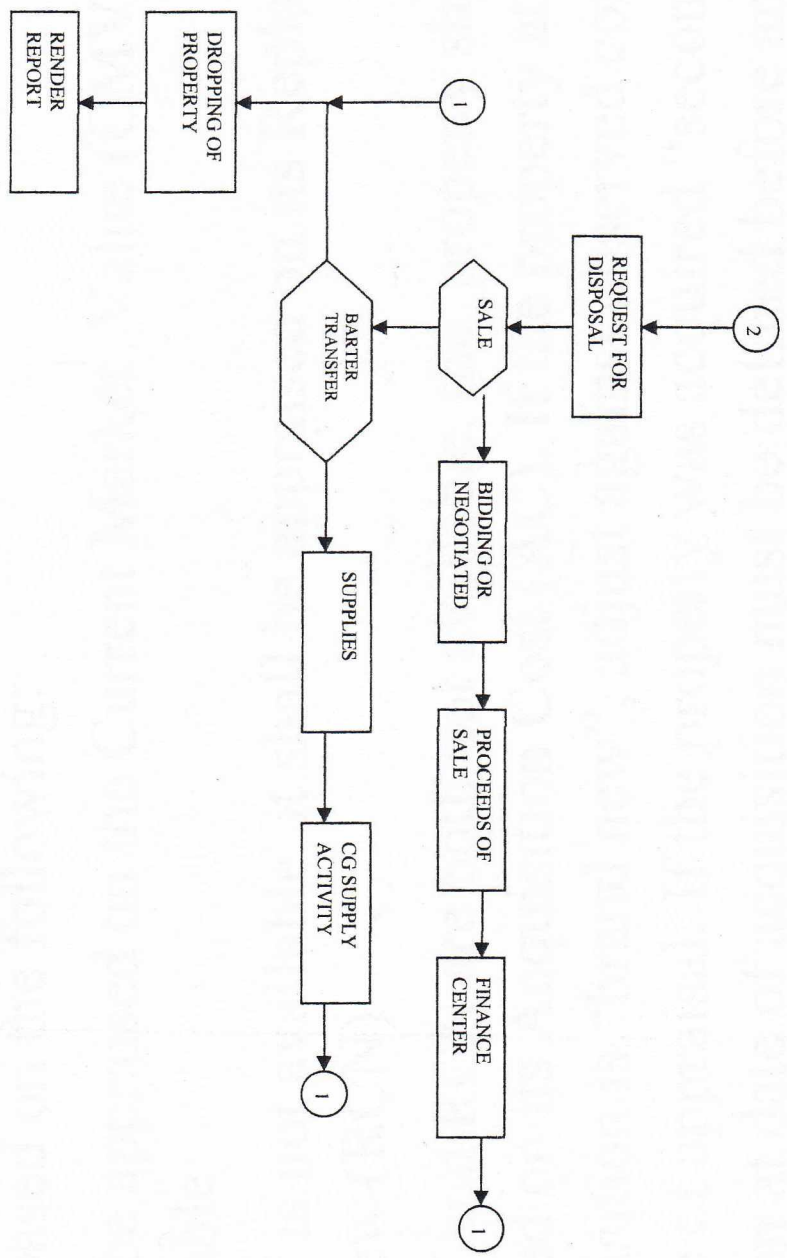 2
REQUEST FOR
DISPOSAL
SALE
BIDDING OR
NEGOTIATED
PROCEEDS OF
SALE
FINANCE
CENTER
1
1
BARTER
TRANSFER
SUPPLIES
CG SUPPLY
ACTIVITY
1
DROPPING OF
PROPERTY
RENDER
REPORT